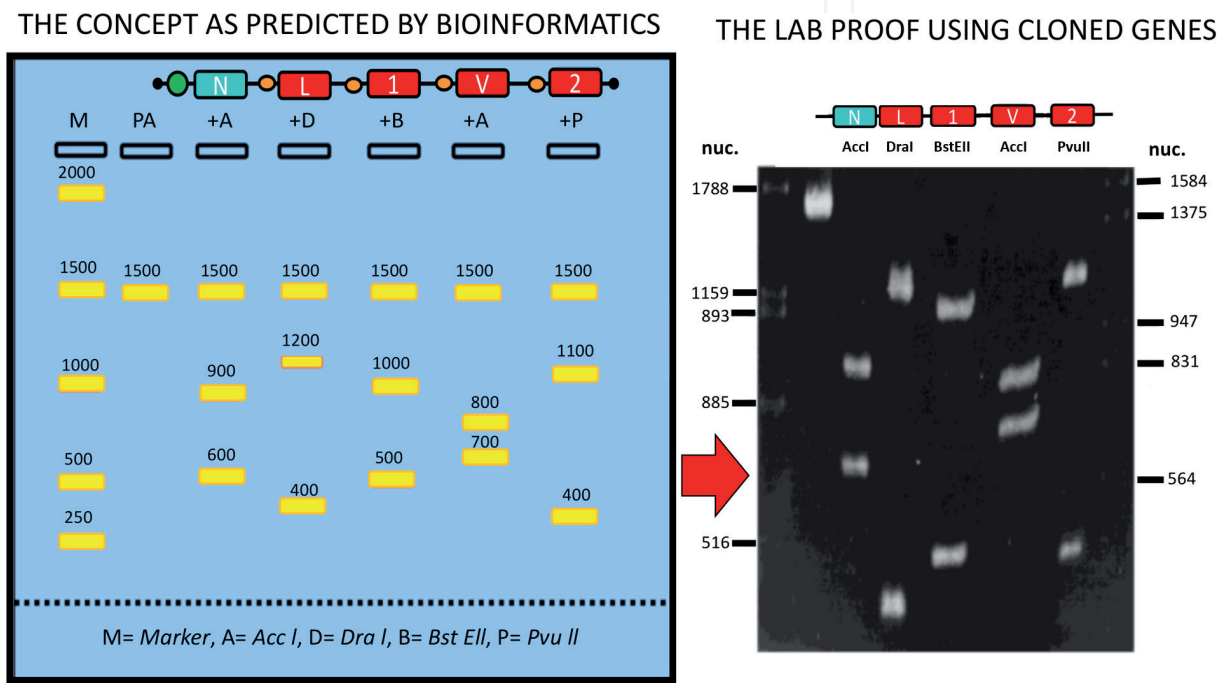 THE CONCEPT AS PREDICTED BY BIOINFORMATICS
N L 1 V 2
M PA +A +D +B +A +P
2000
1500 1500 1500 1500 1500 1500 1500
1200
1000 900 1000 1100
800
700
500 600 500
400 400
250
M= Marker, A= Acc l, D= Dra l, B= Bst Ell, P= Pvu ll
THE LAB PROOF USING CLONED GENES
N L 1 V 2
nuc. AccI DraI BstEII AccI PvuII nuc.
1788 1584
1375
1159
893 947
831
885
564
516